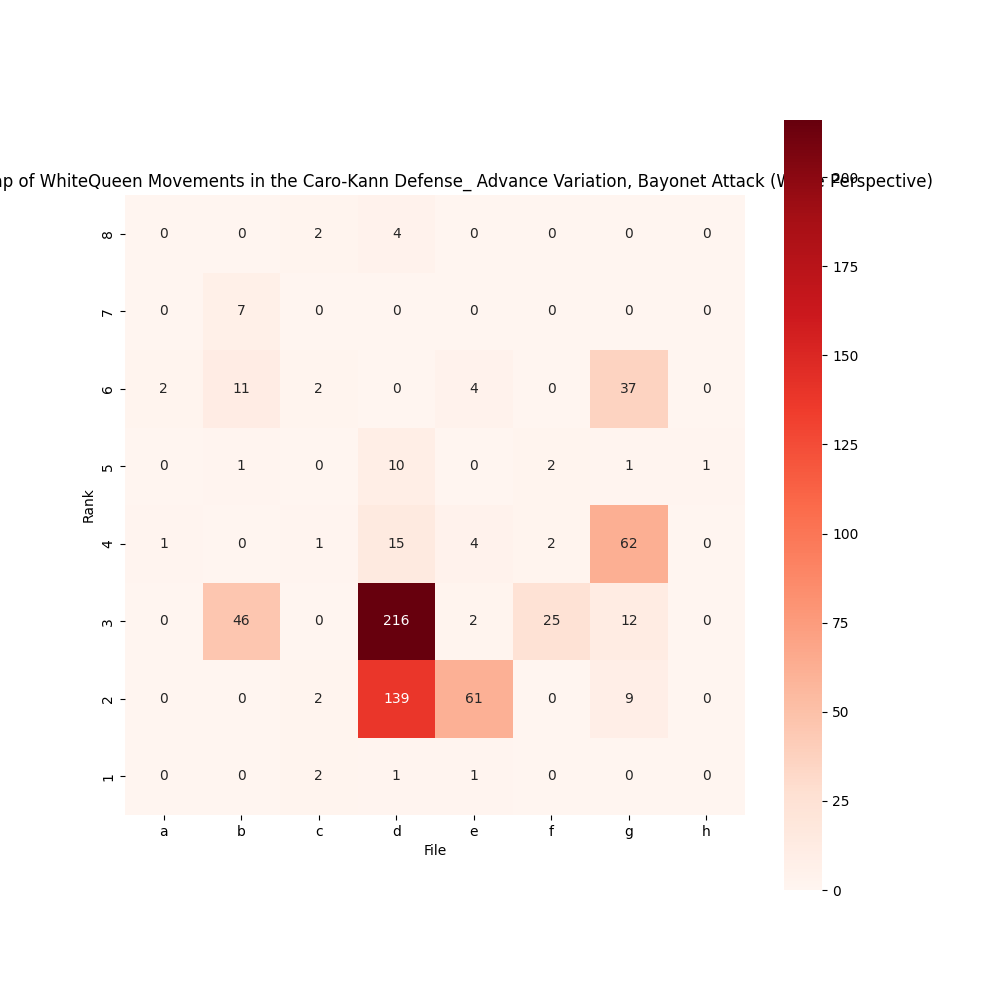 ap of WhiteQueen Movements in the Caro-Kann Defense_ Advance Variation, Bayonet Attack (W Perspective)
200
8 0 0 2 4 0 0 0 0
175
7 0 7 0 0 0 0 0 0
150
6 2 11 2 0 4 0 37 0
125
5 0 1 0 10 0 2 1 1
Rank
100
4 1 0 1 15 4 2 62 0
75
3 0 46 0 216 2 25 12 0
50
2 0 0 2 139 61 0 9 0
25
1 0 0 2 1 1 0 0 0
a b c d e f g h
File
0